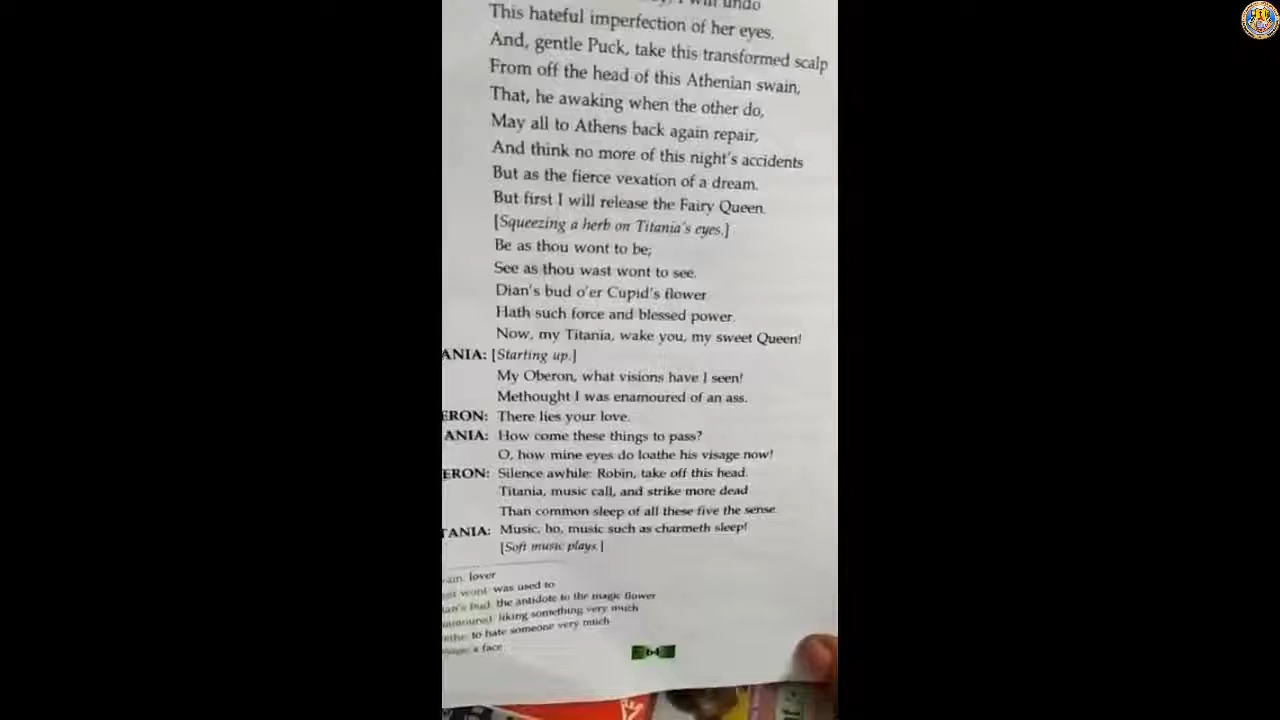 will undo
This hateful imperfection of her eyes.
And, gentle Puck, take this transformed scalp
From off the head of this Athenian swain,
That, he awaking when the other do,
May all to Athens back again repair,
And think no more of this night's accidents
But as the fierce vexation of a dream.
But first I will release the Fairy Queen.
[Squeezing a herb on Titania's eyes.]
Be as thou wont to be;
See as thou wast wont to see.
Dian's bud o'er Cupid's flower
Hath such force and blessed power.
Now, my Titania, wake you, my sweet Queen!
ANIA: [Starting up.]
My Oberon, what visions have I seen!
Methought I was enamoured of an ass.
ERON: There lies your love.
ANIA: How come these things to pass?
O, how mine eyes do loathe his visage now!
ERON: Silence awhile. Robin, take off this head.
Titania, music call, and strike more dead
Than common sleep of all these five the sense.
TANIA: Music, ho, music such as charmeth sleep!
[Soft music plays.]
ain: lover
wont: was used to
ian's bud: the antidote to the magic flower
amoured: liking something very much
athe: to hate someone very much
isage: a face
64